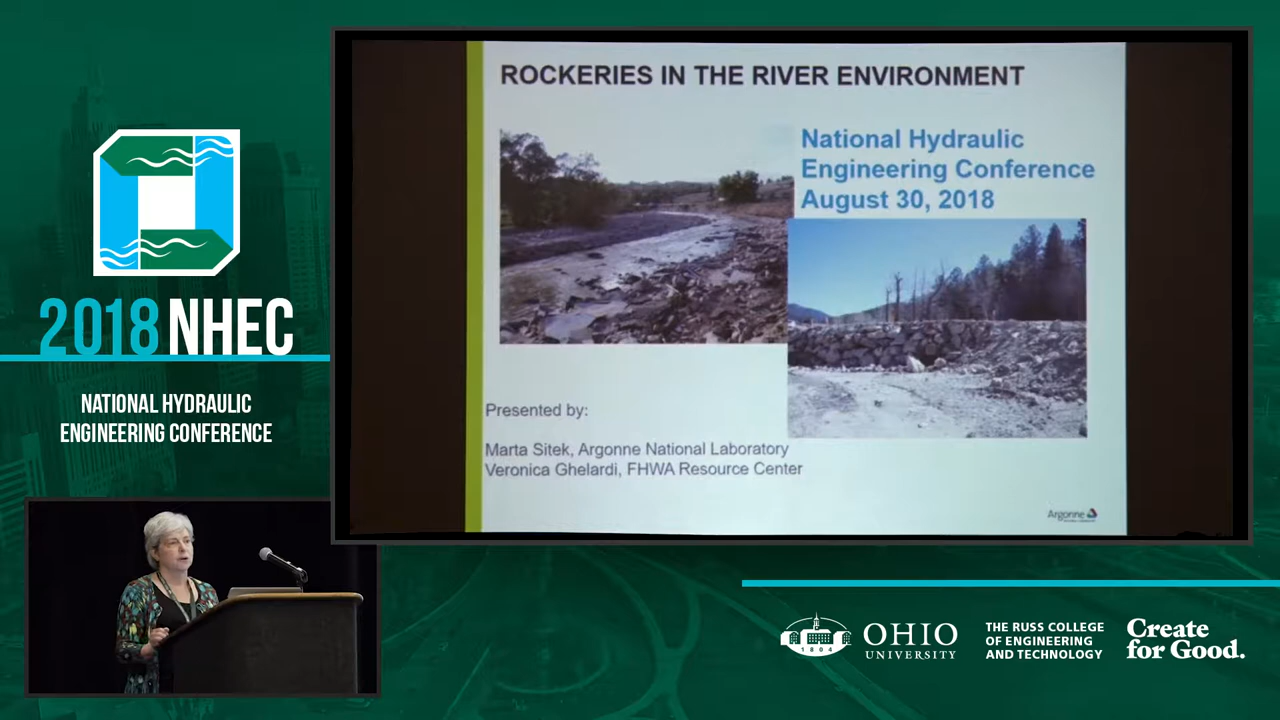 2018 NHEC
NATIONAL HYDRAULIC
ENGINEERING CONFERENCE
ROCKERIES IN THE RIVER ENVIRONMENT
National Hydraulic
Engineering Conference
August 30, 2018
Presented by:
Marta Sitek, Argonne National Laboratory
Veronica Ghelardi, FHWA Resource Center
Argonne
1804
OHIO
UNIVERSITY
THE RUSS COLLEGE
OF ENGINEERING
AND TECHNOLOGY
Create
for Good.